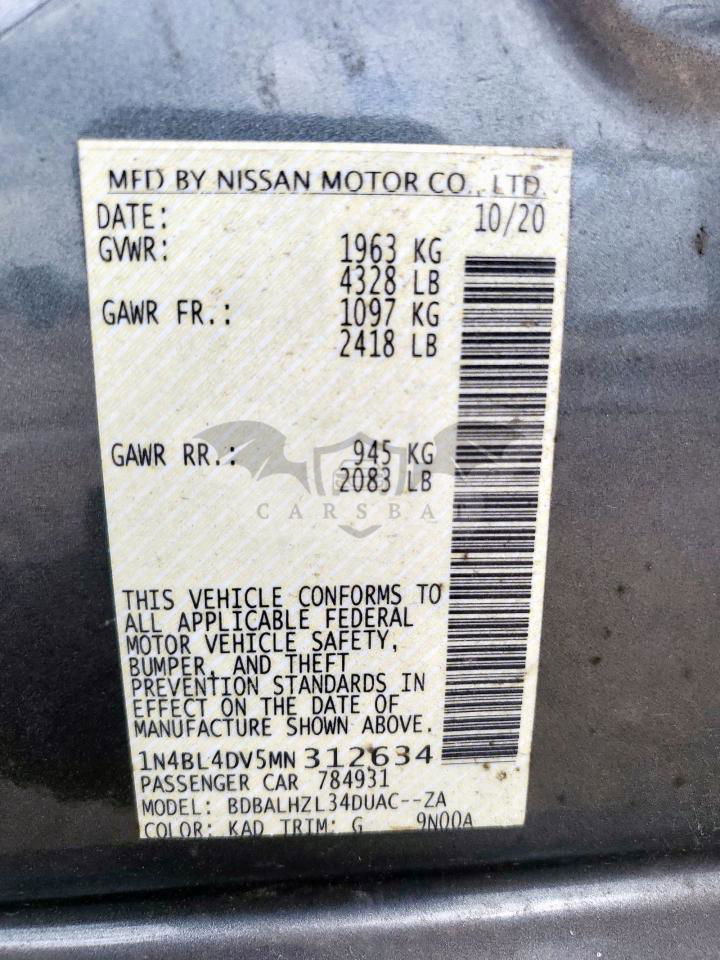 MFD BY NISSAN MOTOR CO., LTD.
DATE: 10/20
GVWR: 1963 KG
4328 LB
GAWR FR.: 1097 KG
2418 LB
GAWR RR.: 945 KG
2083 LB
CARSBA
THIS VEHICLE CONFORMS TO
ALL APPLICABLE FEDERAL
MOTOR VEHICLE SAFETY,
BUMPER, AND THEFT
PREVENTION STANDARDS IN
EFFECT ON THE DATE OF
MANUFACTURE SHOWN ABOVE.
1N4BL4DV5MN312634
PASSENGER CAR 784931
MODEL: BDBALHZL34DUAC--ZA
COLOR: KAD TRIM: G 9N00A